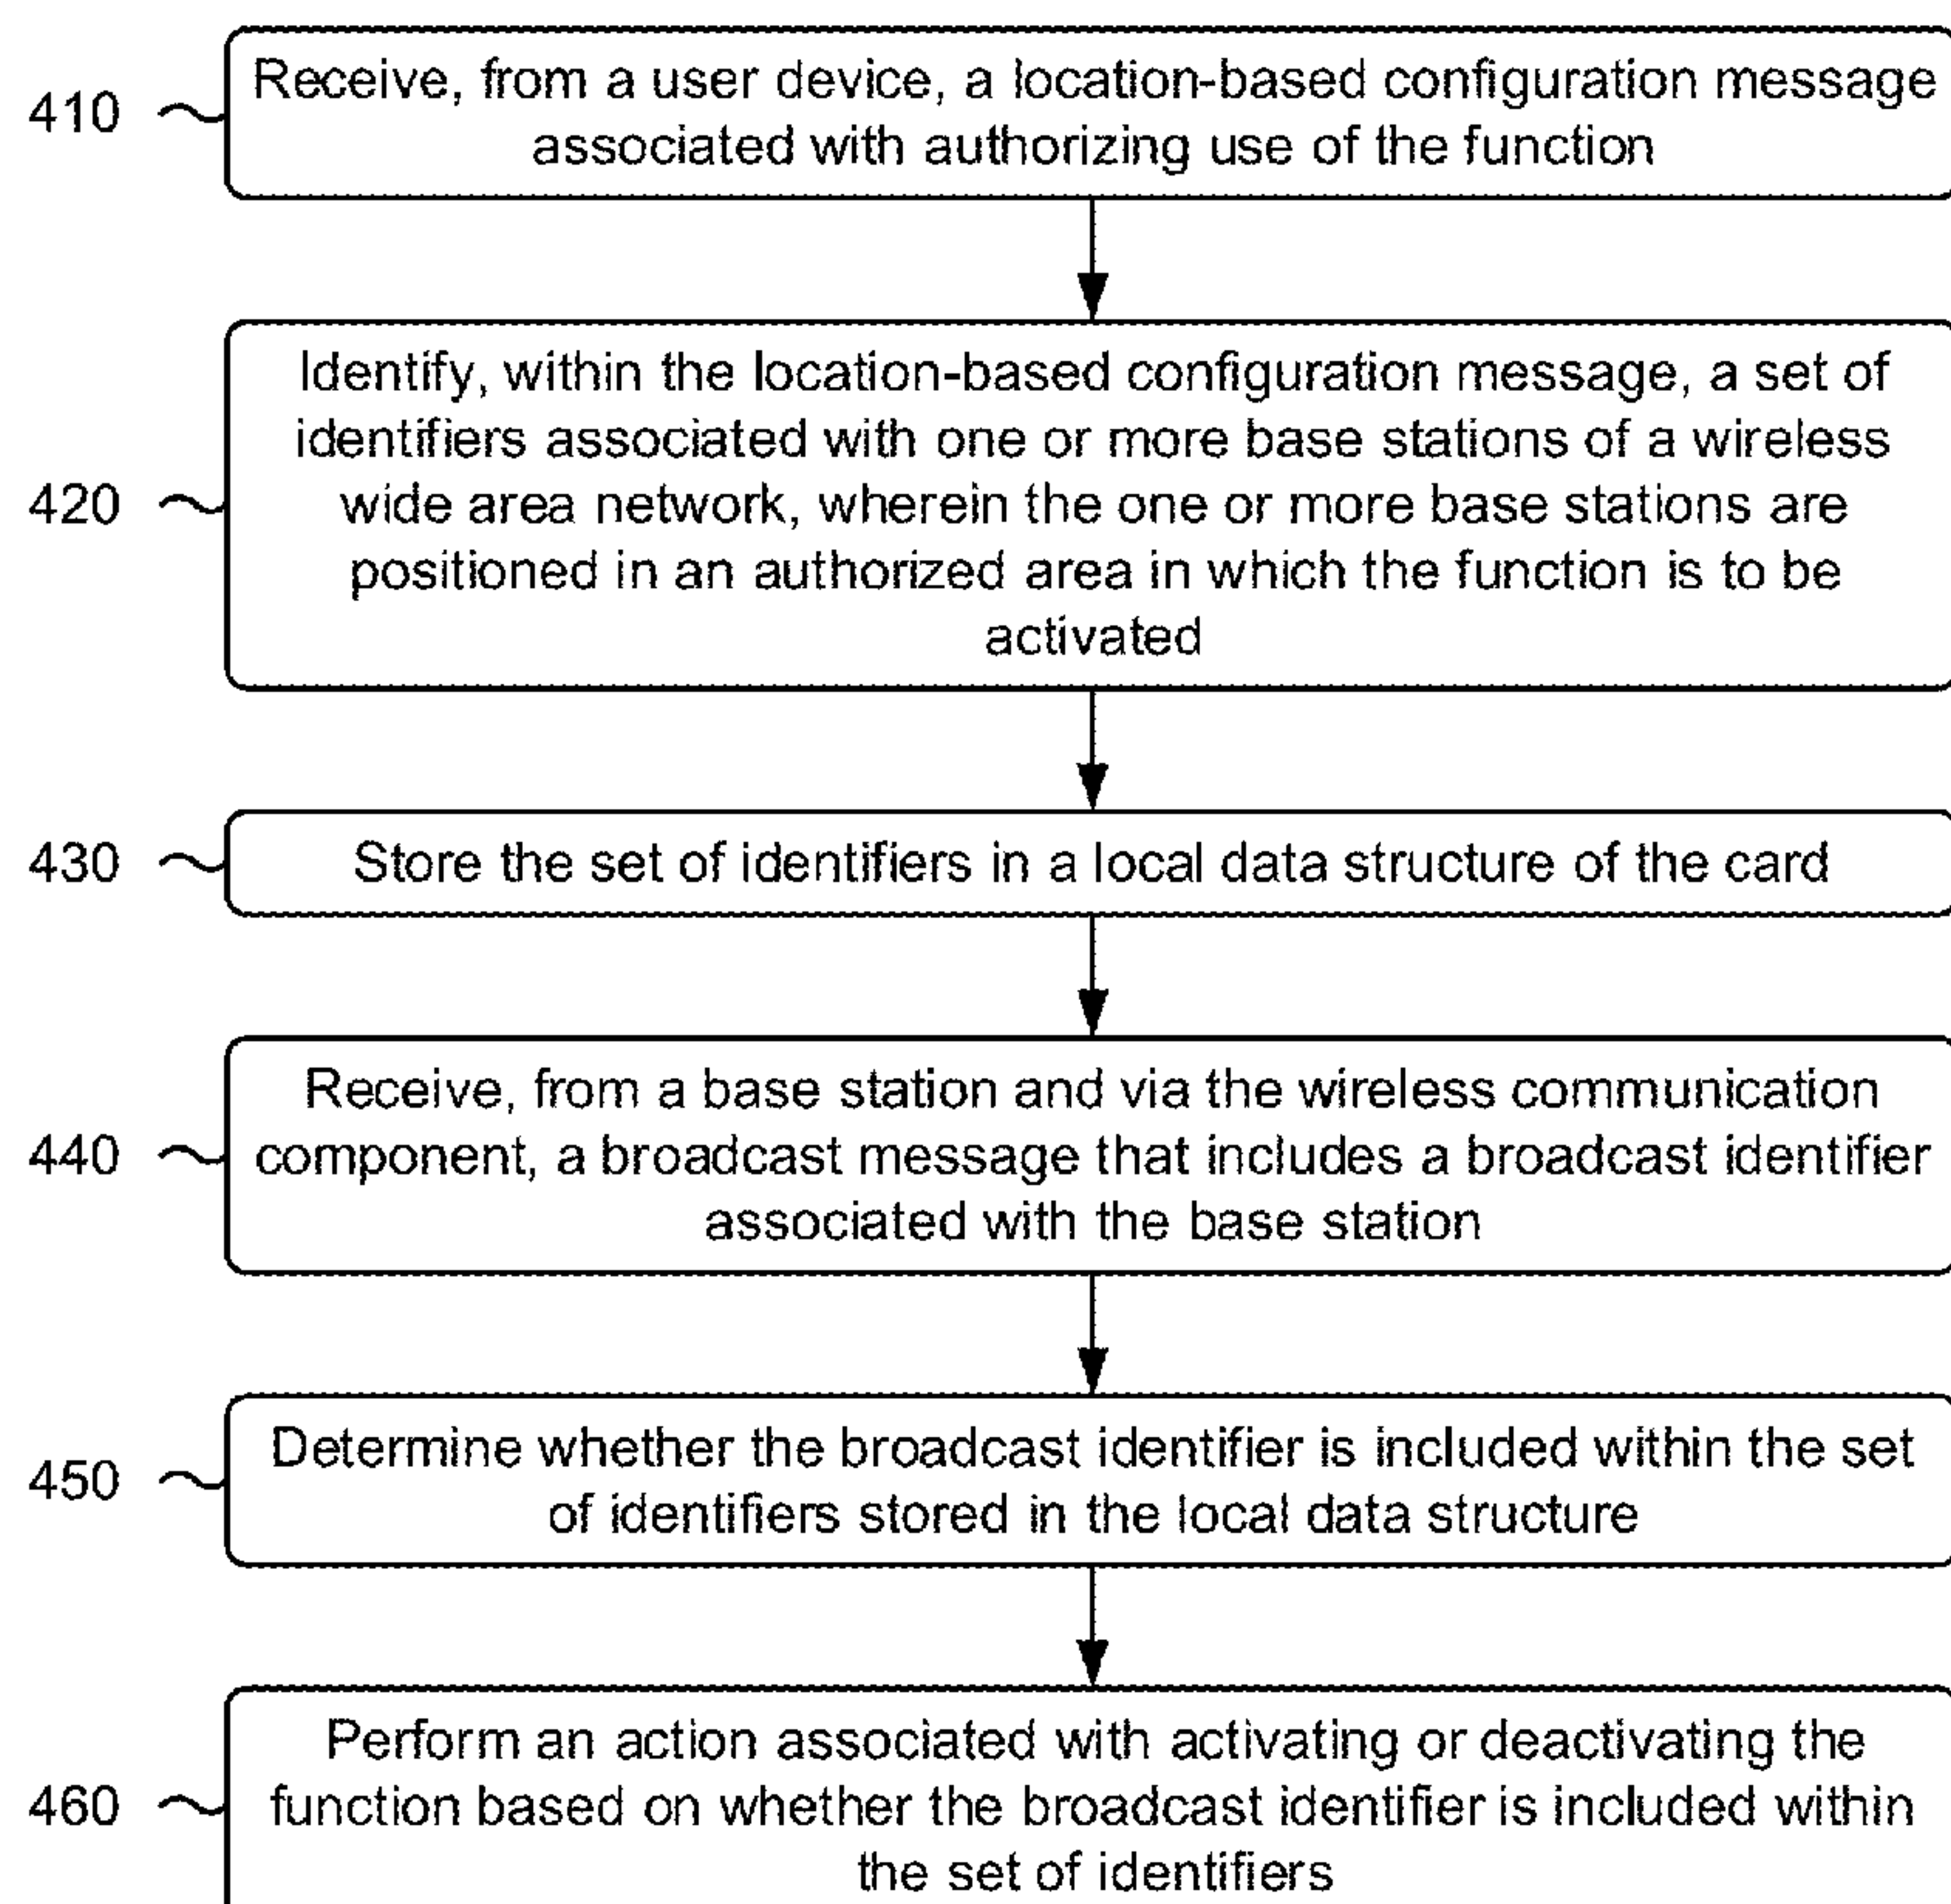 410
Receive, from a user device, a location-based configuration message
associated with authorizing use of the function
420
Identify, within the location-based configuration message, a set of
identifiers associated with one or more base stations of a wireless
wide area network, wherein the one or more base stations are
positioned in an authorized area in which the function is to be
activated
430
Store the set of identifiers in a local data structure of the card
440
Receive, from a base station and via the wireless communication
component, a broadcast message that includes a broadcast identifier
associated with the base station
450
Determine whether the broadcast identifier is included within the set
of identifiers stored in the local data structure
460
Perform an action associated with activating or deactivating the
function based on whether the broadcast identifier is included within
the set of identifiers